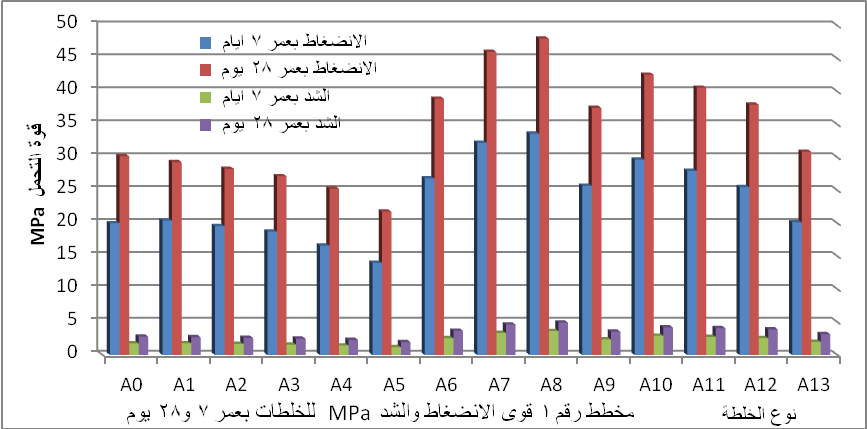 50
45
40
35
30
25
20
15
10
5
0
قوة التحمل MPa
الانضغاط بعمر ٧ ايام
الانضغاط بعمر ٢٨ يوم
الشد بعمر ٧ ايام
الشد بعمر ٢٨ يوم
A0 A1 A2 A3 A4 A5 A6 A7 A8 A9 A10 A11 A12 A13
نوع الخلطة
مخطط رقم ١ قوى الانضغاط والشد MPa للخلطات بعمر ٧ و٢٨ يوم